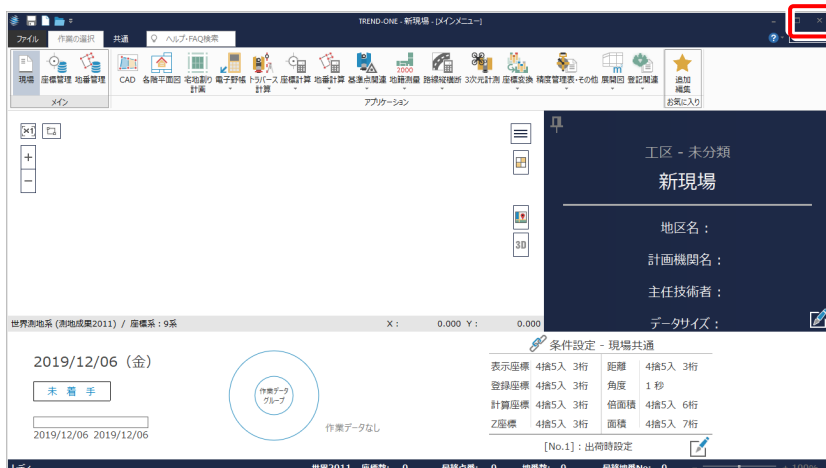 TREND-ONE - 新現場 - [メインメニュー]
ファイル 作業の選択 共通 ヘルプ・FAQ検索
現場 座標管理 地番管理 CAD 各階平面図 宅地割り計画 電子野帳 トラバース計算 座標計算 地番計算 基準点関連 地籍測量 路線縦横断 3次元計測 座標変換 精度管理表・その他 展開図 登記関連 追加編集
メイン アプリケーション お気に入り
×1
工区 - 未分類
新現場
地区名：
計画機関名：
主任技術者：
データサイズ：
3D
世界測地系 (測地成果2011) / 座標系：9系 X： 0.000 Y： 0.000
条件設定 - 現場共通
2019/12/06（金）
未 着 手
2019/12/06 2019/12/06
作業データ
グループ
作業データなし
表示座標 4捨5入 3桁 距離 4捨5入 3桁
登録座標 4捨5入 3桁 角度 1 秒
計算座標 4捨5入 3桁 倍面積 4捨5入 6桁
Z座標 4捨5入 3桁 面積 4捨5入 7桁
[No.1]：出荷時設定